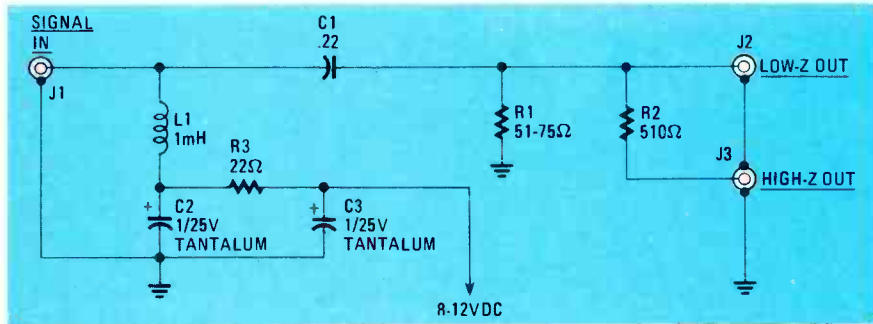 SIGNAL
IN
J1
C1
.22
J2
LOW-Z OUT
L1
1mH
R3
22Ω
R1
51-75Ω
R2
510Ω
J3
HIGH-Z OUT
+
C2
1/25V
TANTALUM
+
C3
1/25V
TANTALUM
8-12VDC